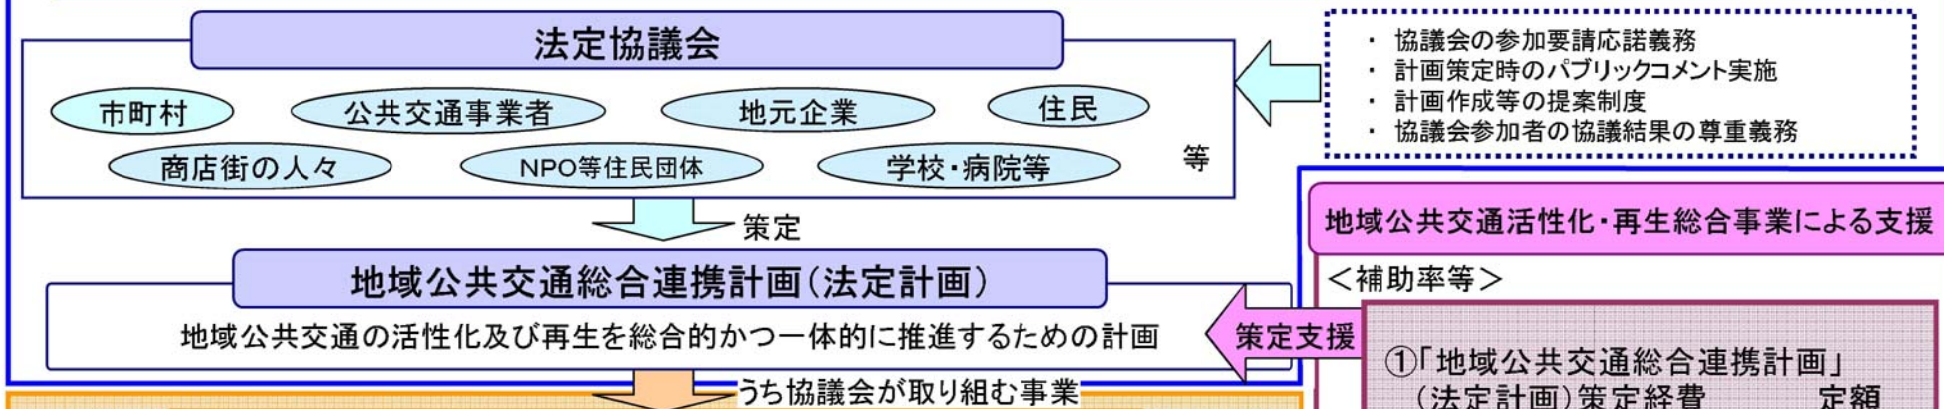 法定協議会
市町村
公共交通事業者
地元企業
住民
商店街の人々
NPO等住民団体
学校・病院等
等
・ 協議会の参加要請応諾義務
・ 計画策定時のパブリックコメント実施
・ 計画作成等の提案制度
・ 協議会参加者の協議結果の尊重義務
策定
地域公共交通総合連携計画(法定計画)
地域公共交通の活性化及び再生を総合的かつ一体的に推進するための計画
地域公共交通活性化・再生総合事業による支援
<補助率等>
策定支援
①「地域公共交通総合連携計画」
(法定計画)策定経費 定額
うち協議会が取り組む事業